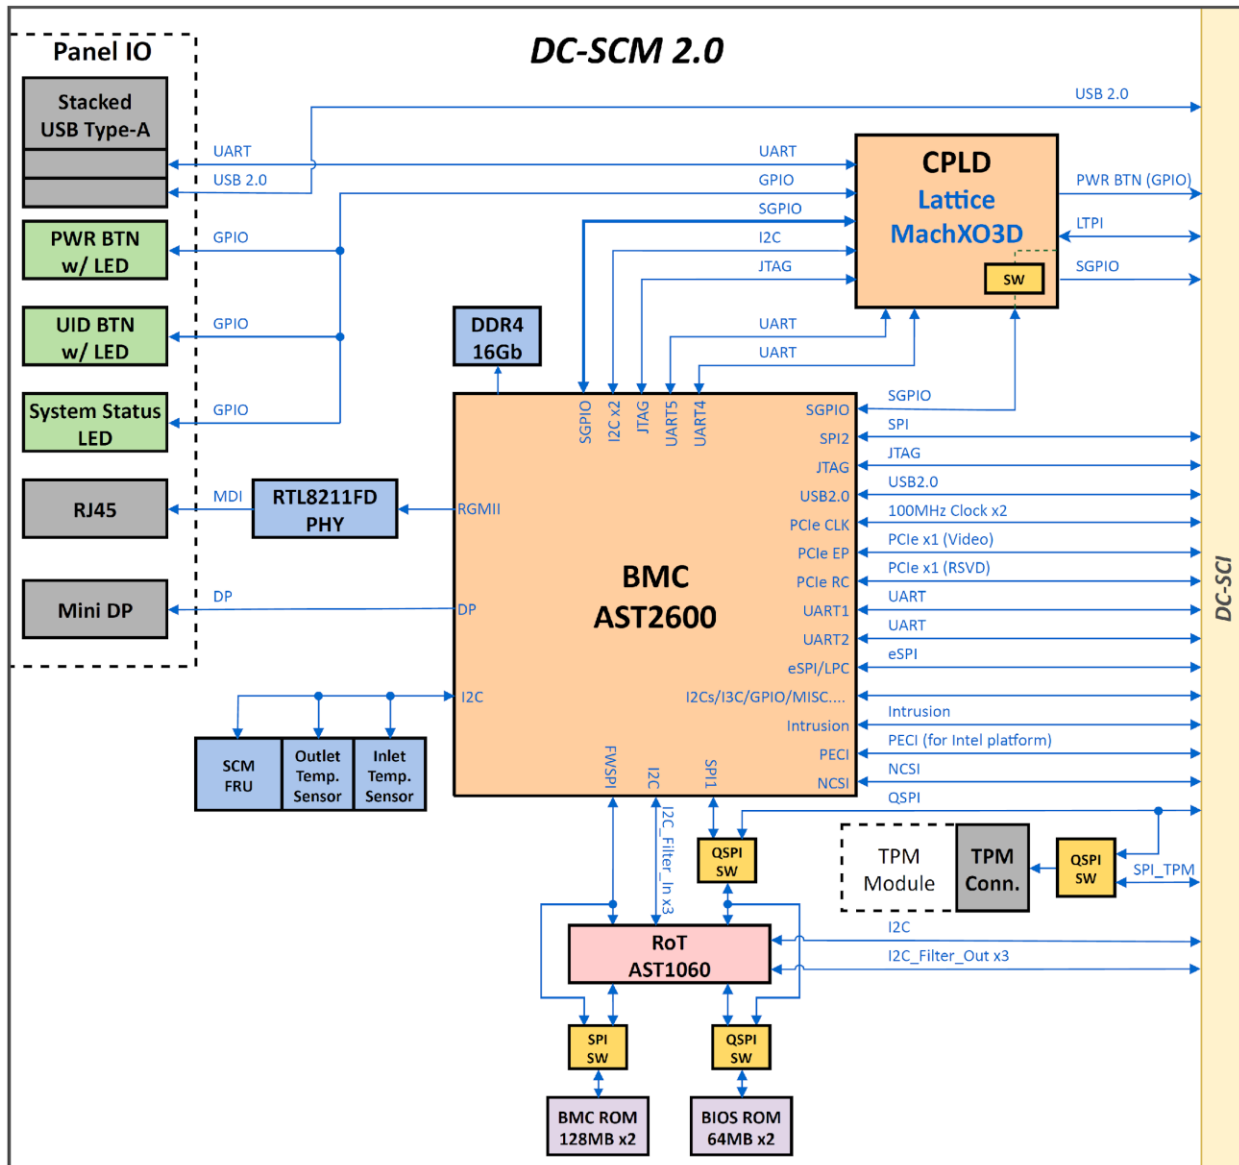 DC-SCM 2.0
Panel IO
Stacked
USB Type-A
UART
USB 2.0
PWR BTN
w/ LED
GPIO
UID BTN
w/ LED
GPIO
System Status
LED
GPIO
RJ45
MDI
RTL8211FD
PHY
Mini DP
DP
USB 2.0
UART
GPIO
SGPIO
I2C
JTAG
UART
UART
CPLD
Lattice
MachXO3D
SW
PWR BTN (GPIO)
LTPI
SGPIO
DDR4
16Gb
SGPIO
I2C x2
JTAG
UART5
UART4
RGMII
DP
I2C
BMC
AST2600
SGPIO
SPI2
JTAG
USB2.0
PCIe CLK
PCIe EP
PCIe RC
UART1
UART2
eSPI/LPC
I2Cs/I3C/GPIO/MISC....
Intrusion
PECI
NCSI
FWSPI
I2C
SPI1
SGPIO
SPI
JTAG
USB2.0
100MHz Clock x2
PCIe x1 (Video)
PCIe x1 (RSVD)
UART
UART
eSPI
Intrusion
PECI (for Intel platform)
NCSI
QSPI
DC-SCI
SCM
FRU
Outlet
Temp.
Sensor
Inlet
Temp.
Sensor
I2C_Filter_In x3
QSPI
SW
TPM
Module
TPM
Conn.
QSPI
SW
SPI_TPM
RoT
AST1060
I2C
I2C_Filter_Out x3
SPI
SW
QSPI
SW
BMC ROM
128MB x2
BIOS ROM
64MB x2